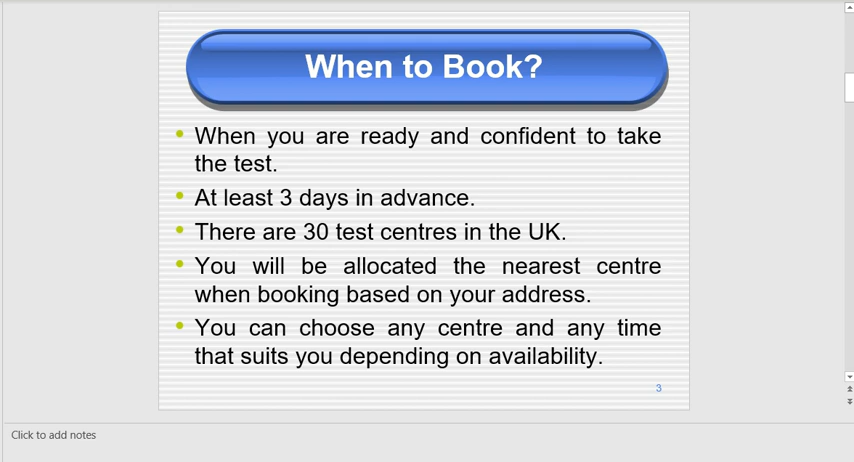 When to Book?
When you are ready and confident to take
the test.
At least 3 days in advance.
There are 30 test centres in the UK.
You will be allocated the nearest centre
when booking based on your address.
You can choose any centre and any time
that suits you depending on availability.
3
Click to add notes